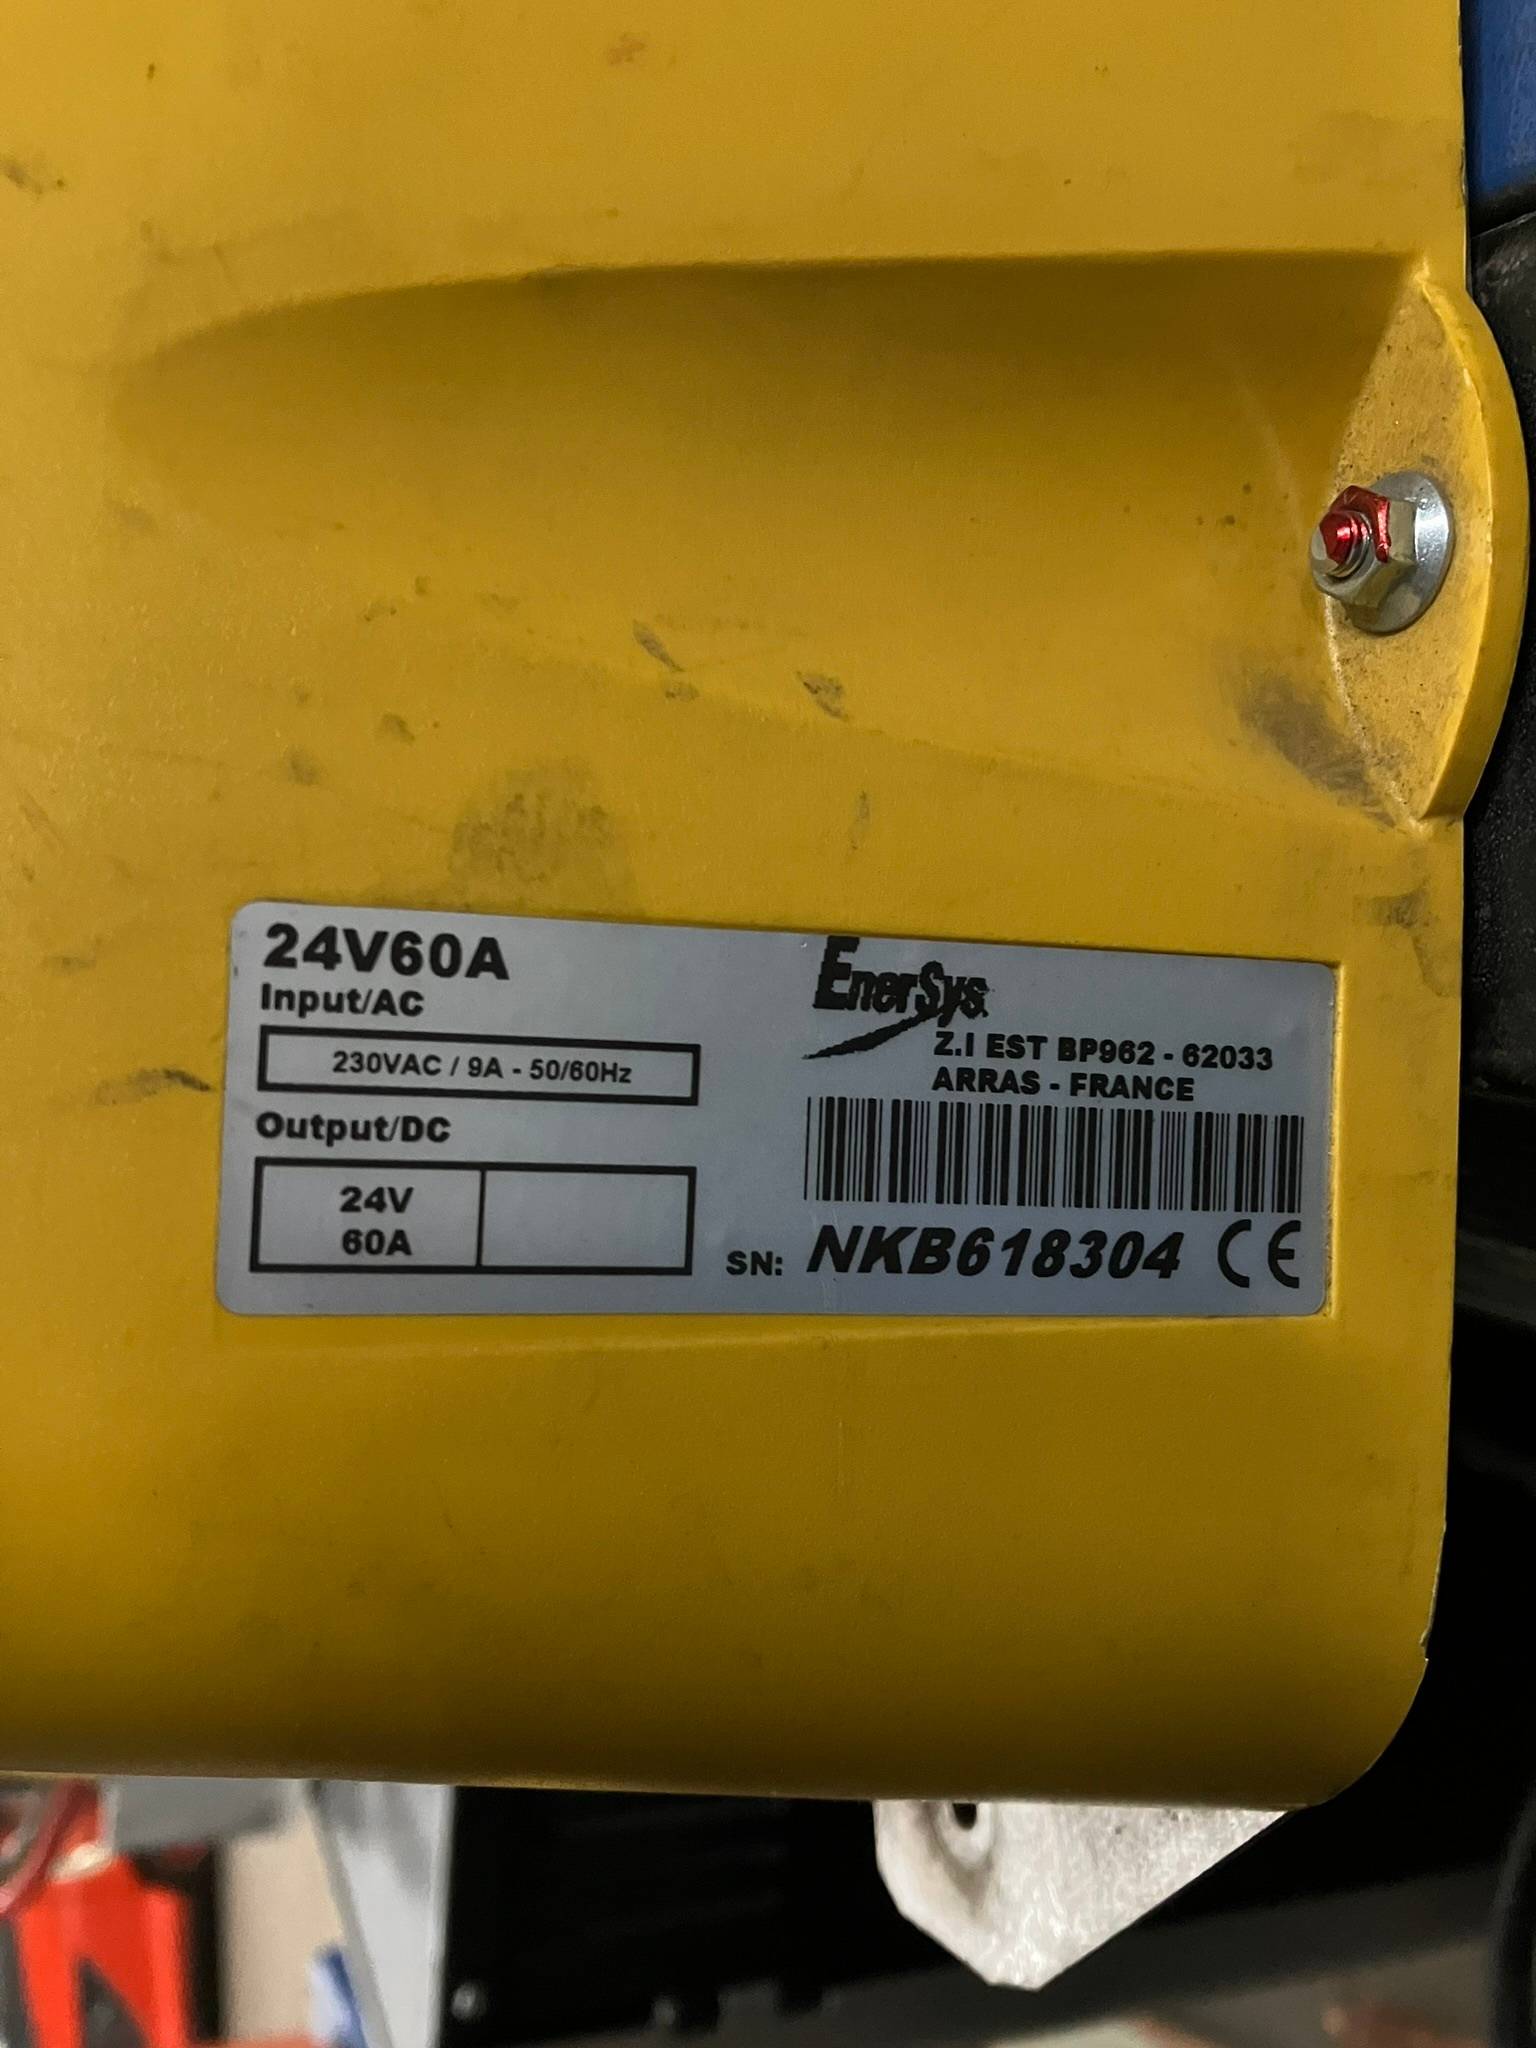 24V60A
Input/AC
230VAC / 9A - 50/60Hz
Output/DC
24V
60A
EnerSys
Z.I EST BP962 - 62033
ARRAS - FRANCE
SN: NKB618304 CE